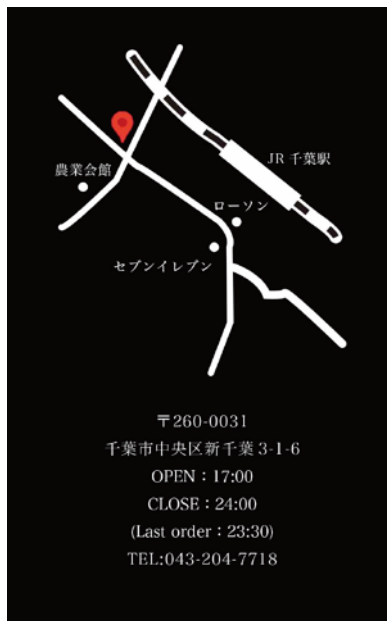 JR 千葉駅
農業会館
ローソン
セブンイレブン
〒260-0031
千葉市中央区新千葉 3-1-6
OPEN：17:00
CLOSE：24:00
(Last order：23:30)
TEL:043-204-7718